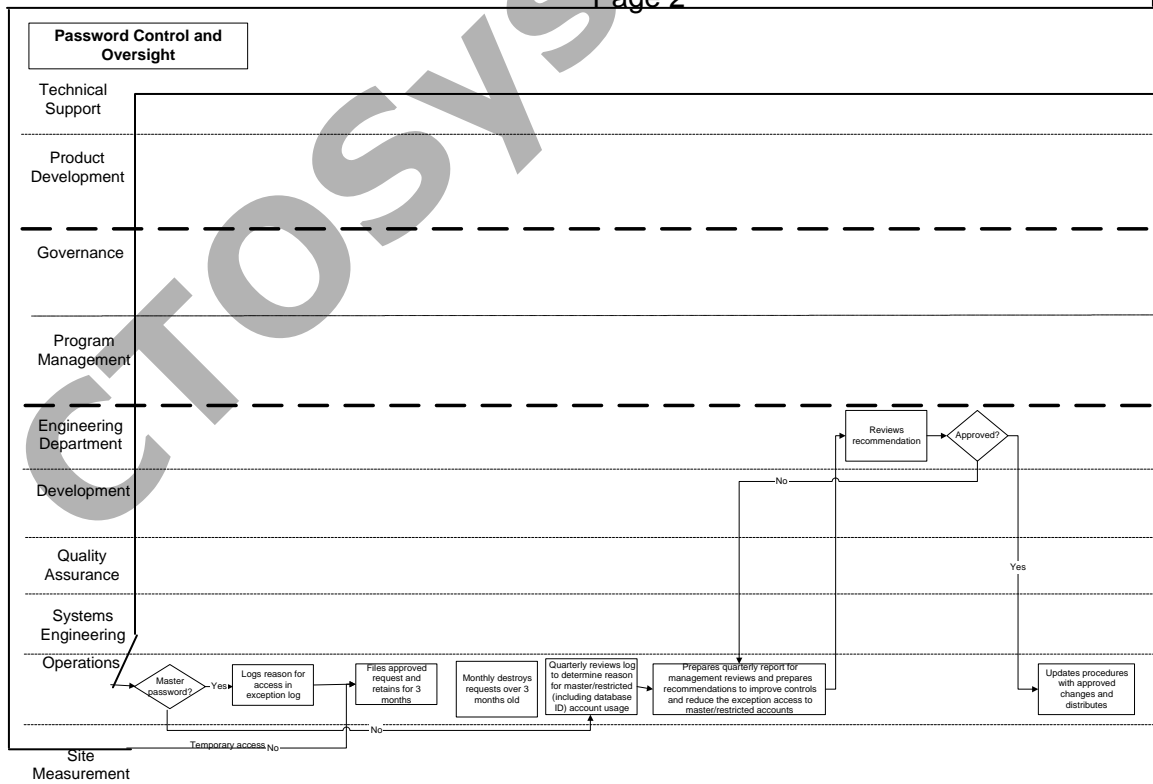 Page 2
Password Control and
Oversight
Technical
Support
Product
Development
Governance
Program
Management
Engineering
Department
Reviews
recommendation
Approved?
Development
No
Quality
Assurance
Yes
Systems
Engineering
Operations
Master
password?
Yes
Logs reason for
access in
exception log
Files approved
request and
retains for 3
months
Monthly destroys
requests over 3
months old
Quarterly reviews log
to determine reason
for master/restricted
(including database
ID) account usage
Prepares quarterly report for
management reviews and prepares
recommendations to improve controls
and reduce the exception access to
master/restricted accounts
Updates procedures
with approved
changes and
distributes
No
Temporary access No
Site
Measurement
CTOSys